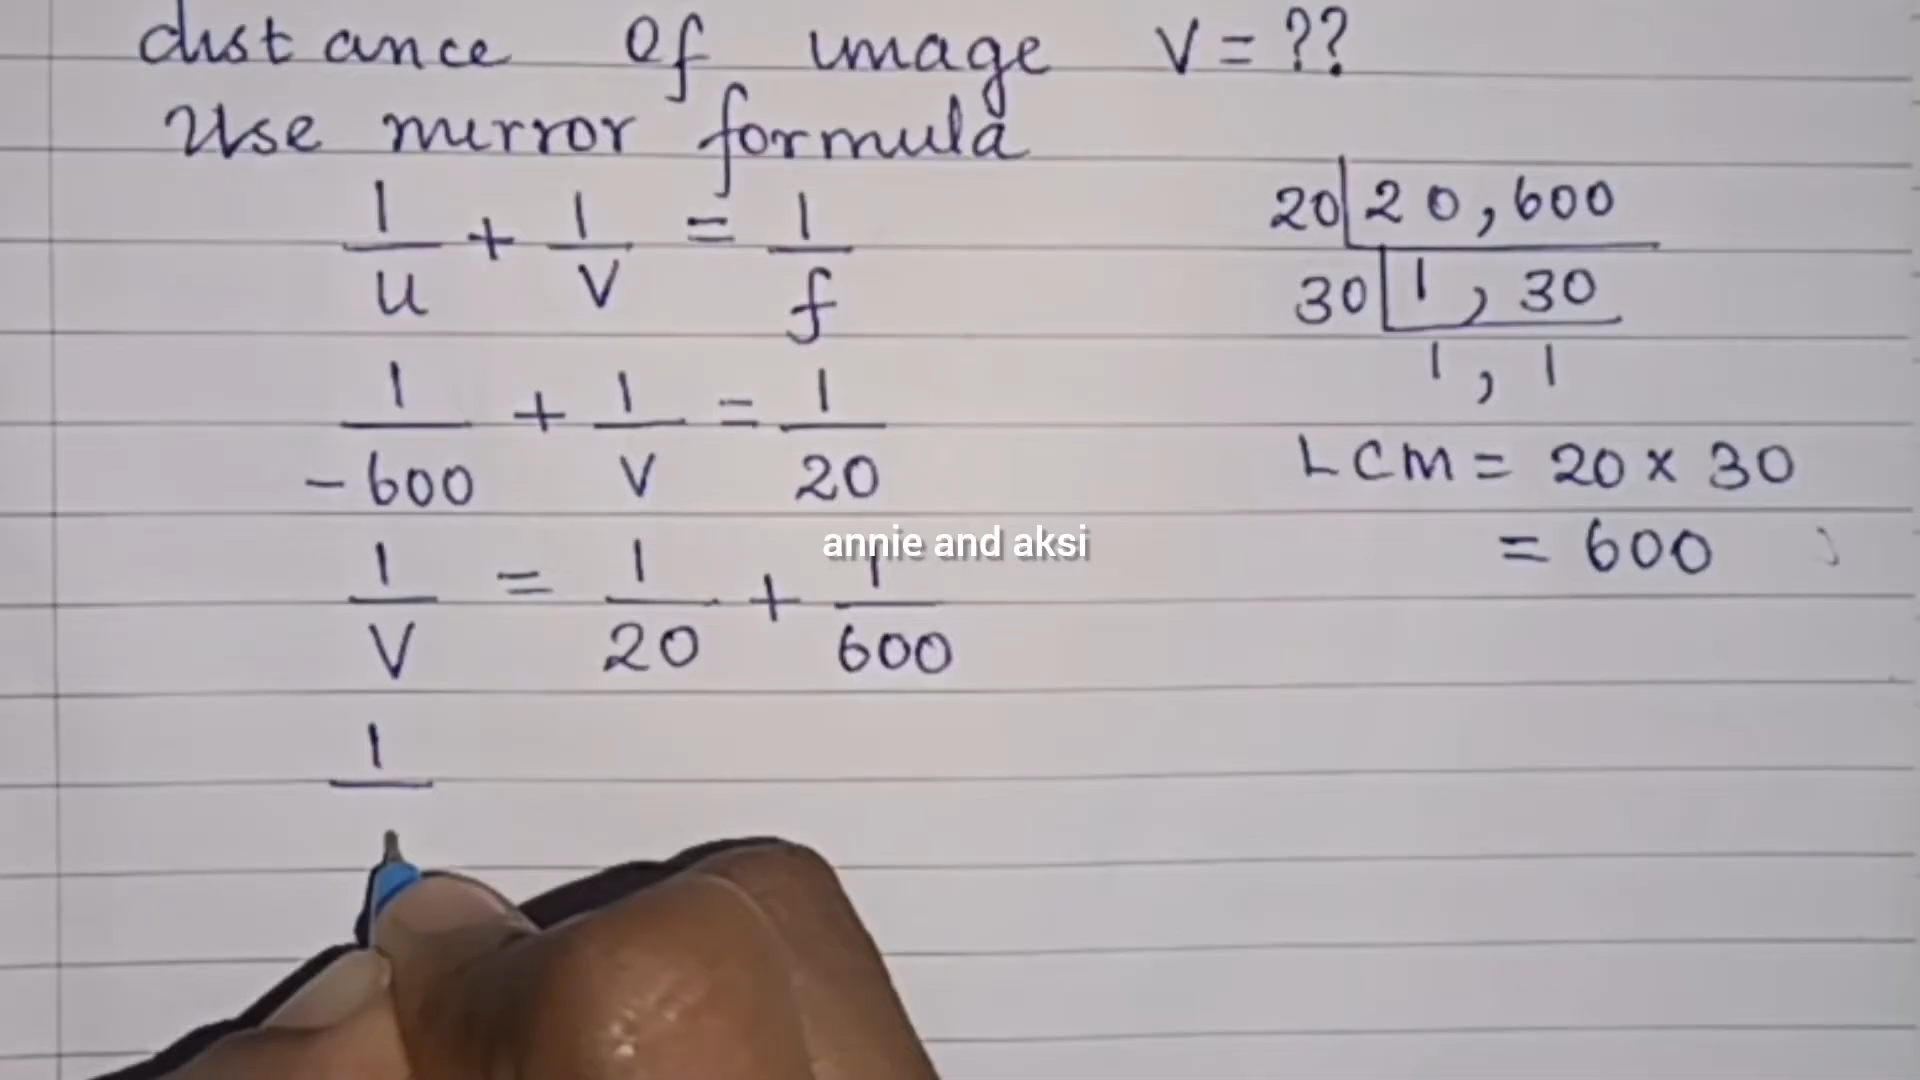 distance of image V = ??
Use mirror formula
1/u + 1/V = 1/f
1/-600 + 1/V = 1/20
1/V = 1/20 + 1/600
1
annie and aksi
20 | 20, 600
30 | 1, 30
1, 1
LCM = 20 x 30
= 600